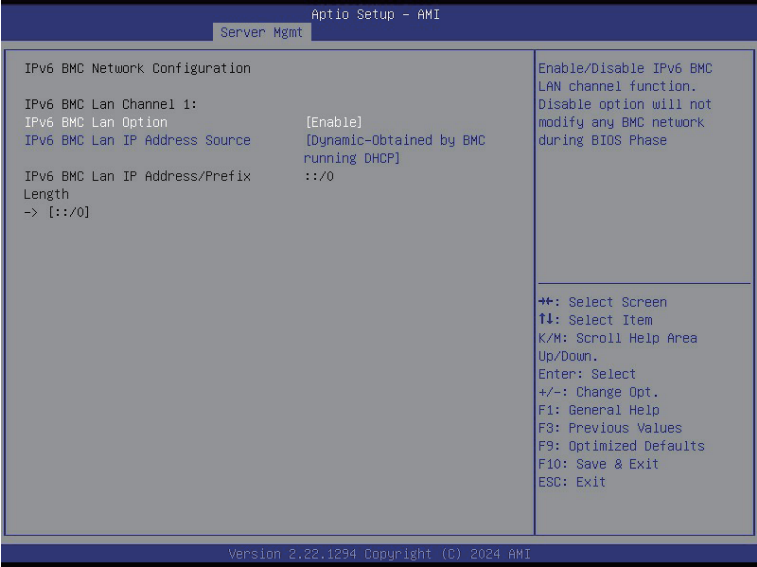 Aptio Setup – AMI
Server Mgmt
IPv6 BMC Network Configuration
IPv6 BMC Lan Channel 1:
IPv6 BMC Lan Option [Enable]
IPv6 BMC Lan IP Address Source [Dynamic-Obtained by BMC
running DHCP]
IPv6 BMC Lan IP Address/Prefix ::/0
Length
-> [::/0]
Enable/Disable IPv6 BMC
LAN channel function.
Disable option will not
modify any BMC network
during BIOS Phase
→←: Select Screen
↑↓: Select Item
K/M: Scroll Help Area
Up/Down.
Enter: Select
+/-: Change Opt.
F1: General Help
F3: Previous Values
F9: Optimized Defaults
F10: Save & Exit
ESC: Exit
Version 2.22.1294 Copyright (C) 2024 AMI